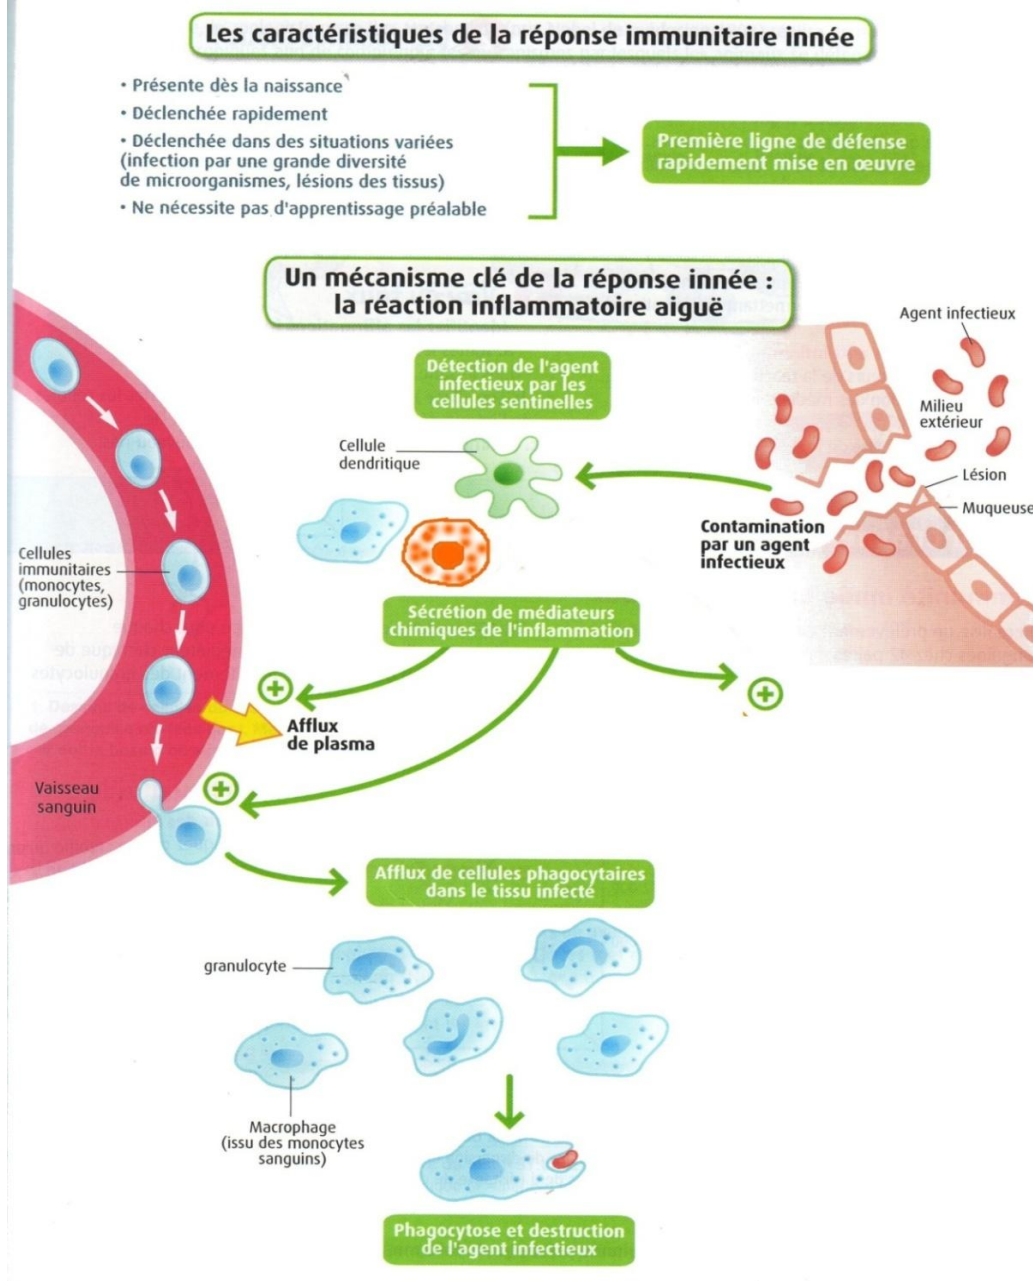 Les caractéristiques de la réponse immunitaire innée
• Présente dès la naissance
• Déclenchée rapidement
• Déclenchée dans des situations variées
(infection par une grande diversité
de microorganismes, lésions des tissus)
• Ne nécessite pas d'apprentissage préalable
Première ligne de défense
rapidement mise en œuvre
Un mécanisme clé de la réponse innée :
la réaction inflammatoire aiguë
Agent infectieux
Détection de l'agent
infectieux par les
cellules sentinelles
Milieu
extérieur
Cellule
dendritique
Lésion
Muqueuse
Contamination
par un agent
infectieux
Cellules
immunitaires
(monocytes,
granulocytes)
Sécrétion de médiateurs
chimiques de l'inflammation
+
+
Afflux
de plasma
Vaisseau
sanguin
+
Afflux de cellules phagocytaires
dans le tissu infecté
granulocyte
Macrophage
(issu des monocytes
sanguins)
Phagocytose et destruction
de l'agent infectieux